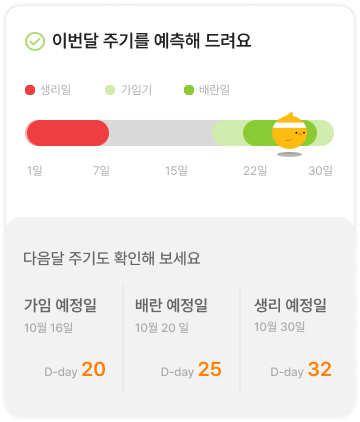 이번달 주기를 예측해 드려요
생리일 가임기 배란일
1일 7일 15일 22일 30일
다음달 주기도 확인해 보세요
가임 예정일 배란 예정일 생리 예정일
10월 16일 10월 20 일 10월 30일
D-day 20 D-day 25 D-day 32